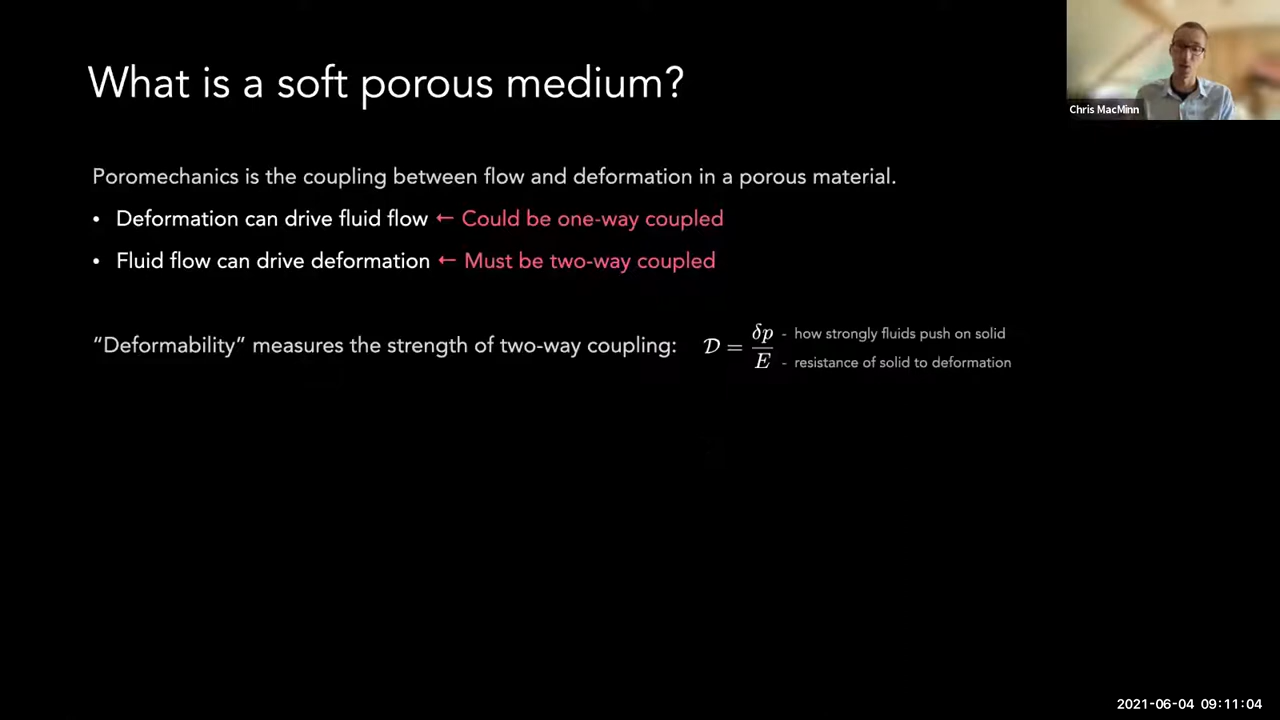 What is a soft porous medium?
Chris MacMinn
Poromechanics is the coupling between flow and deformation in a porous material.
• Deformation can drive fluid flow ← Could be one-way coupled
• Fluid flow can drive deformation ← Must be two-way coupled
“Deformability” measures the strength of two-way coupling: 𝒟 = δp / E
- how strongly fluids push on solid
- resistance of solid to deformation
2021-06-04 09:11:04